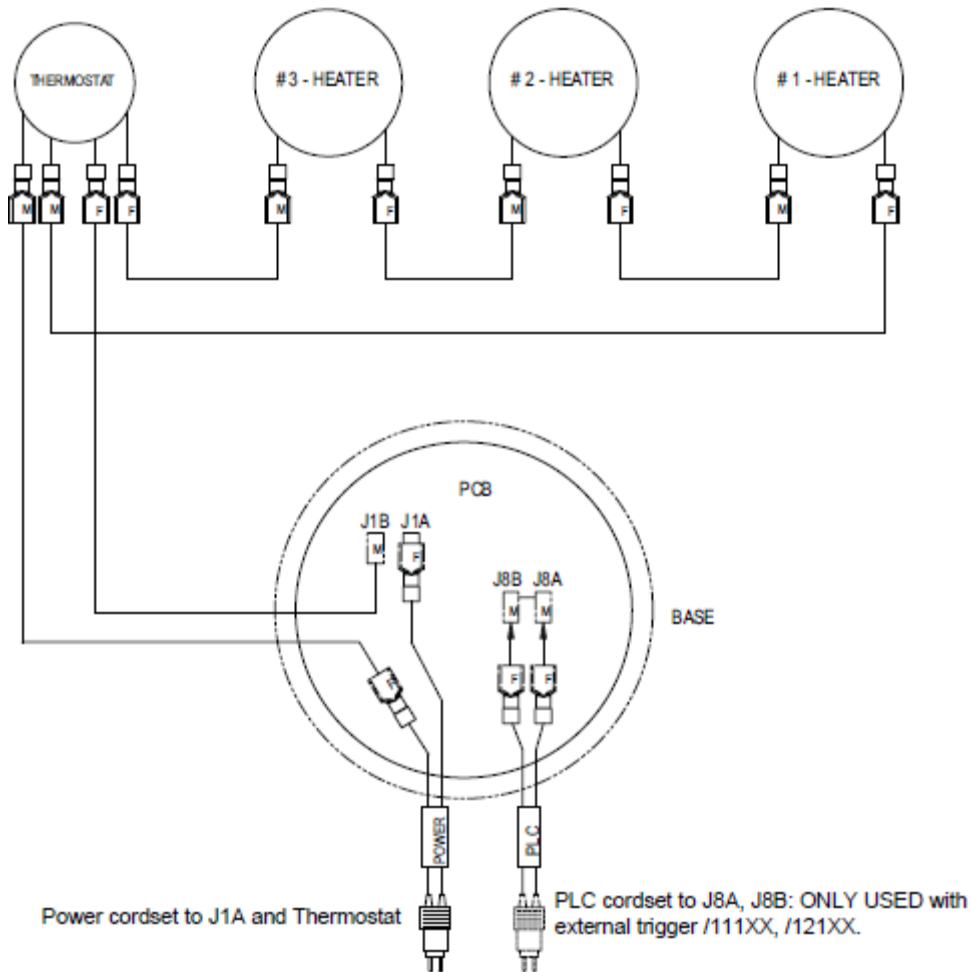 THERMOSTAT
#3 - HEATER
#2 - HEATER
#1 - HEATER
M M F F M F M F M F
PCB
J1B J1A
M F
J8B J8A
M M
BASE
F F
F
POWER
PLC
Power cordset to J1A and Thermostat
PLC cordset to J8A, J8B: ONLY USED with
external trigger /111XX, /121XX.